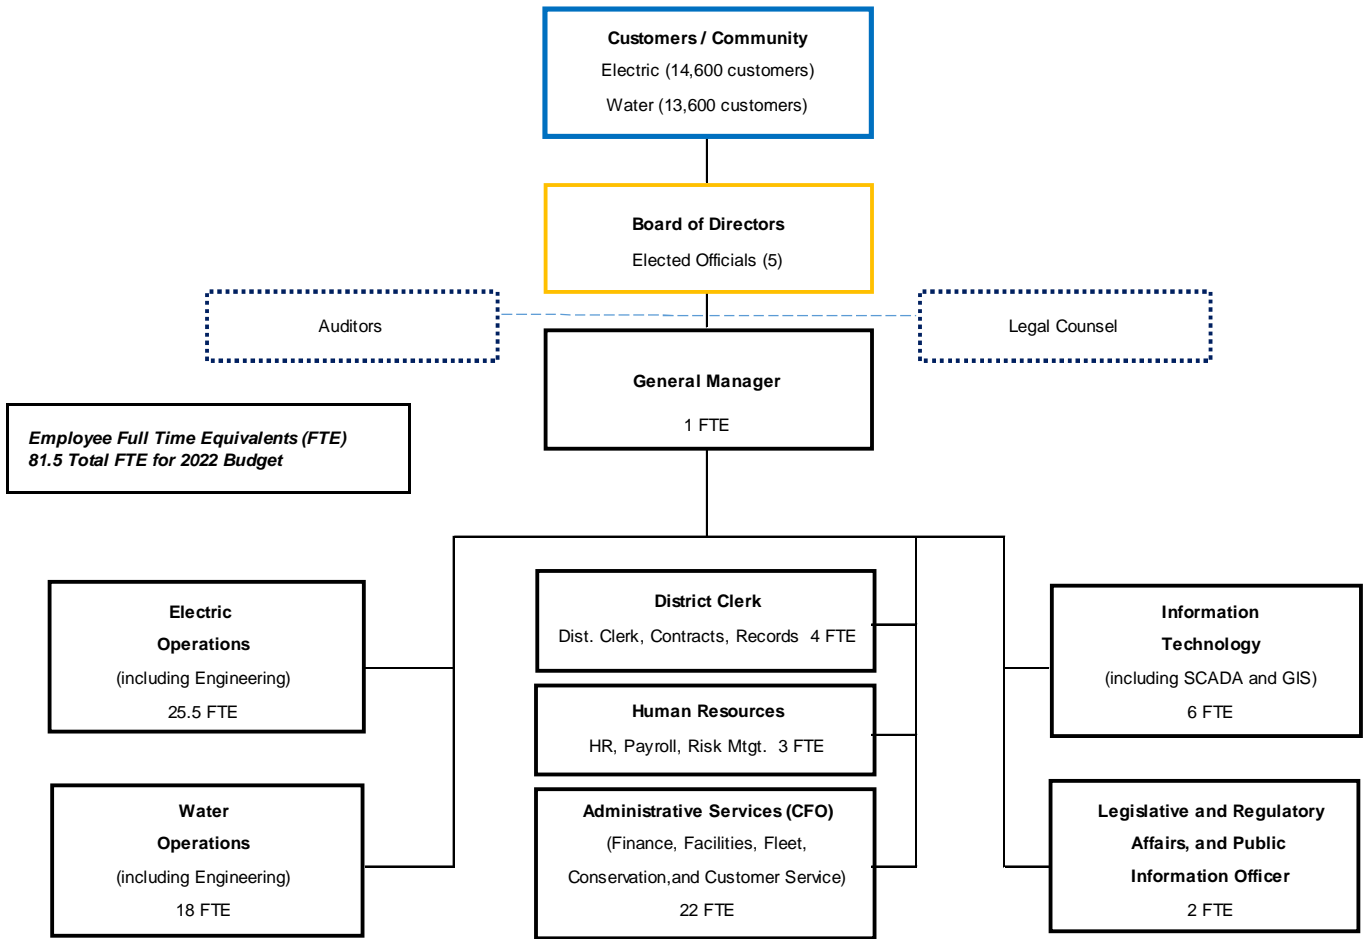 Customers / Community
Electric (14,600 customers)
Water (13,600 customers)
Board of Directors
Elected Officials (5)
Auditors
Legal Counsel
General Manager
1 FTE
Employee Full Time Equivalents (FTE)
81.5 Total FTE for 2022 Budget
Electric
Operations
(including Engineering)
25.5 FTE
Water
Operations
(including Engineering)
18 FTE
District Clerk
Dist. Clerk, Contracts, Records 4 FTE
Human Resources
HR, Payroll, Risk Mtgt. 3 FTE
Administrative Services (CFO)
(Finance, Facilities, Fleet,
Conservation,and Customer Service)
22 FTE
Information
Technology
(including SCADA and GIS)
6 FTE
Legislative and Regulatory
Affairs, and Public
Information Officer
2 FTE